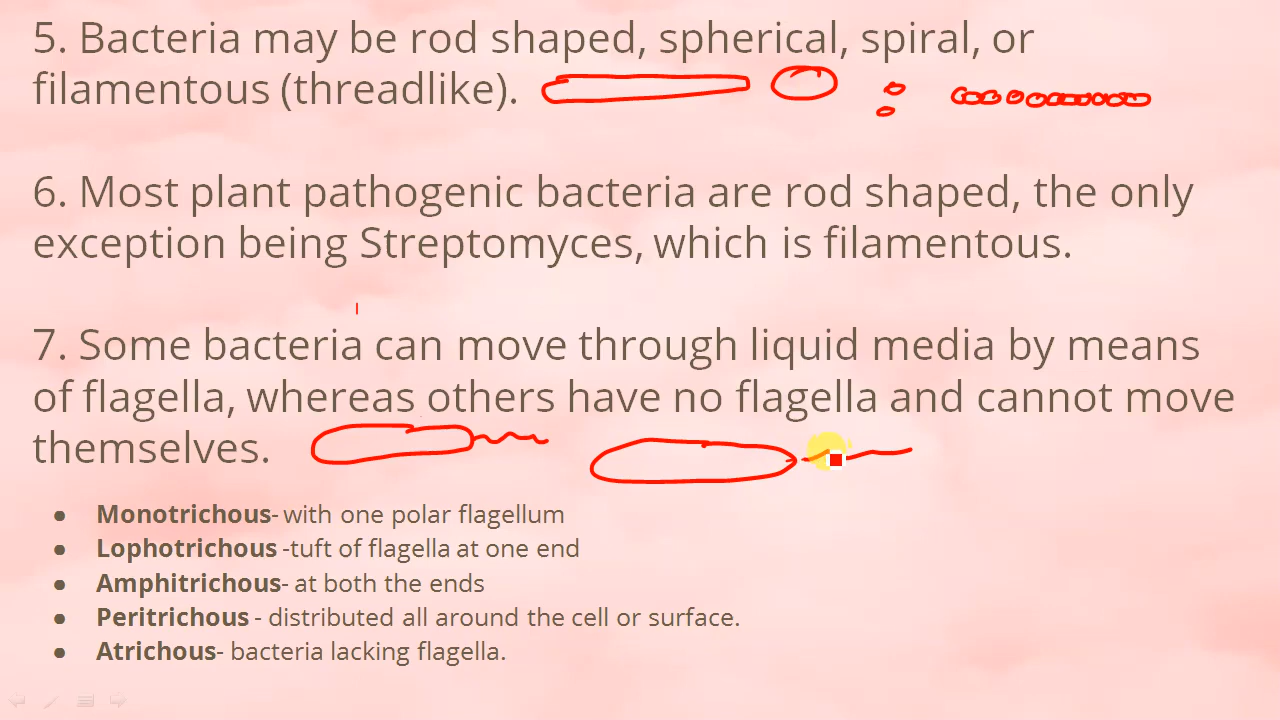 5. Bacteria may be rod shaped, spherical, spiral, or
filamentous (threadlike).
6. Most plant pathogenic bacteria are rod shaped, the only
exception being Streptomyces, which is filamentous.
7. Some bacteria can move through liquid media by means
of flagella, whereas others have no flagella and cannot move
themselves.
● Monotrichous- with one polar flagellum
● Lophotrichous -tuft of flagella at one end
● Amphitrichous- at both the ends
● Peritrichous - distributed all around the cell or surface.
● Atrichous- bacteria lacking flagella.